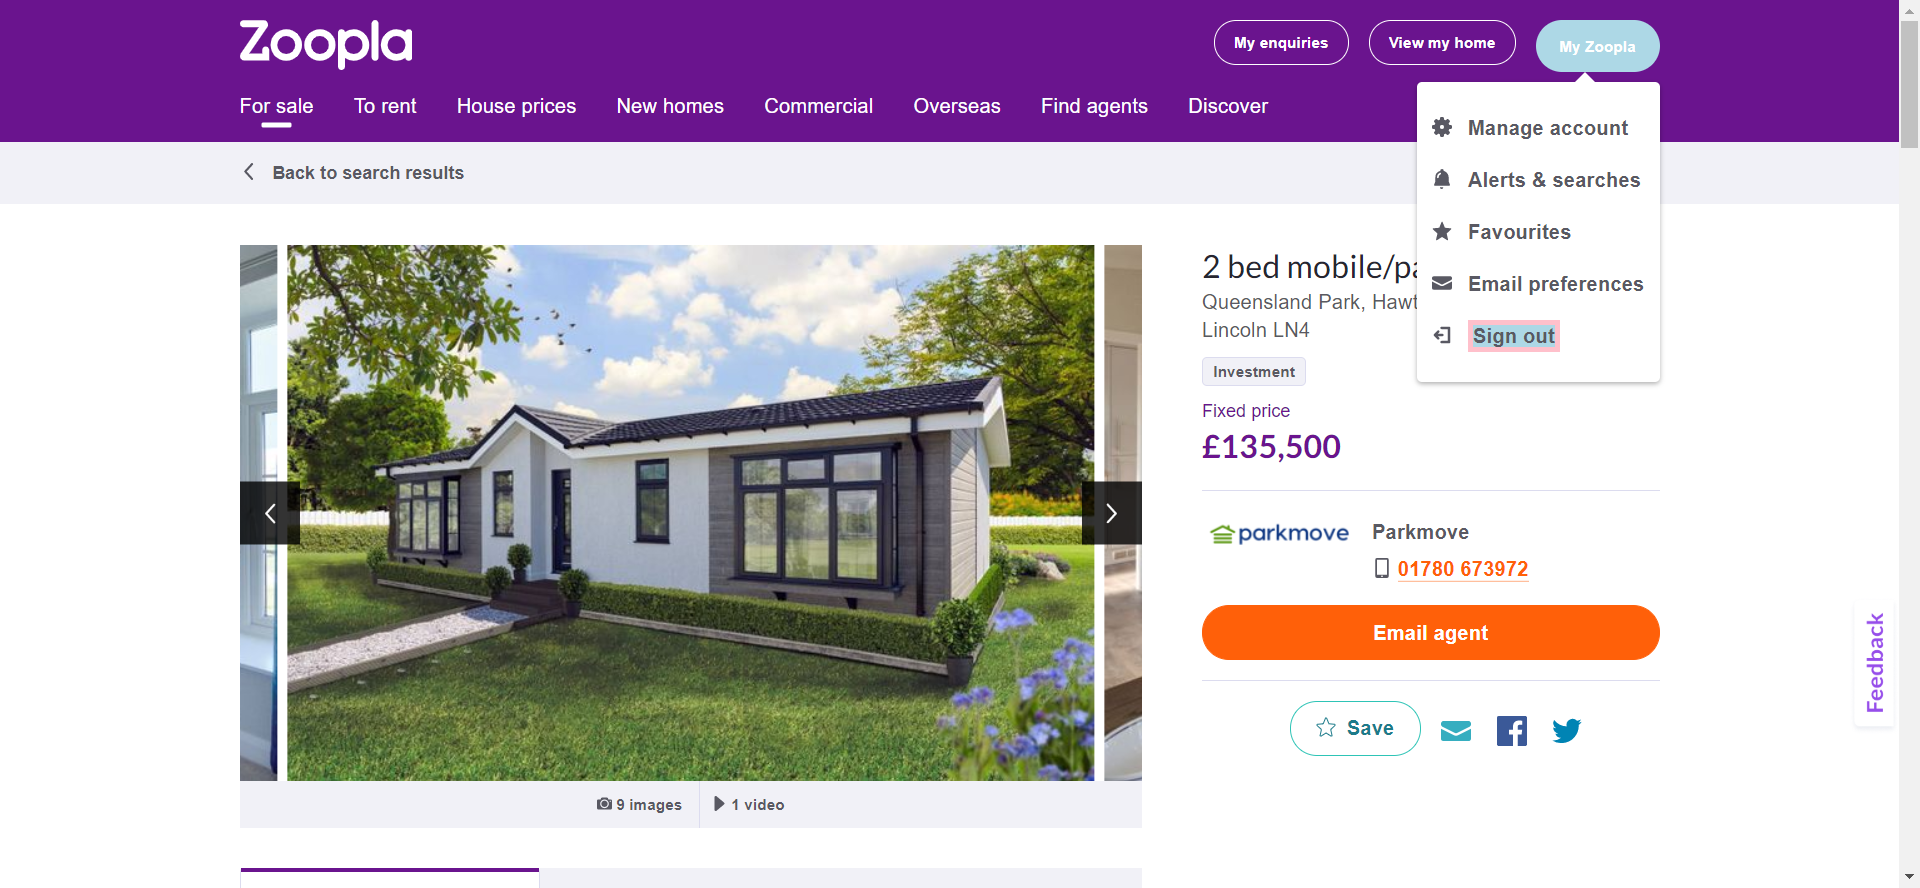 Zoopla
My enquiries
View my home
My Zoopla
For sale
To rent
House prices
New homes
Commercial
Overseas
Find agents
Discover
Manage account
Alerts & searches
Favourites
Email preferences
Sign out
Back to search results
2 bed mobile/pa
Queensland Park, Hawt
Lincoln LN4
Investment
Fixed price
£135,500
parkmove
Parkmove
01780 673972
Email agent
Save
Feedback
9 images
1 video